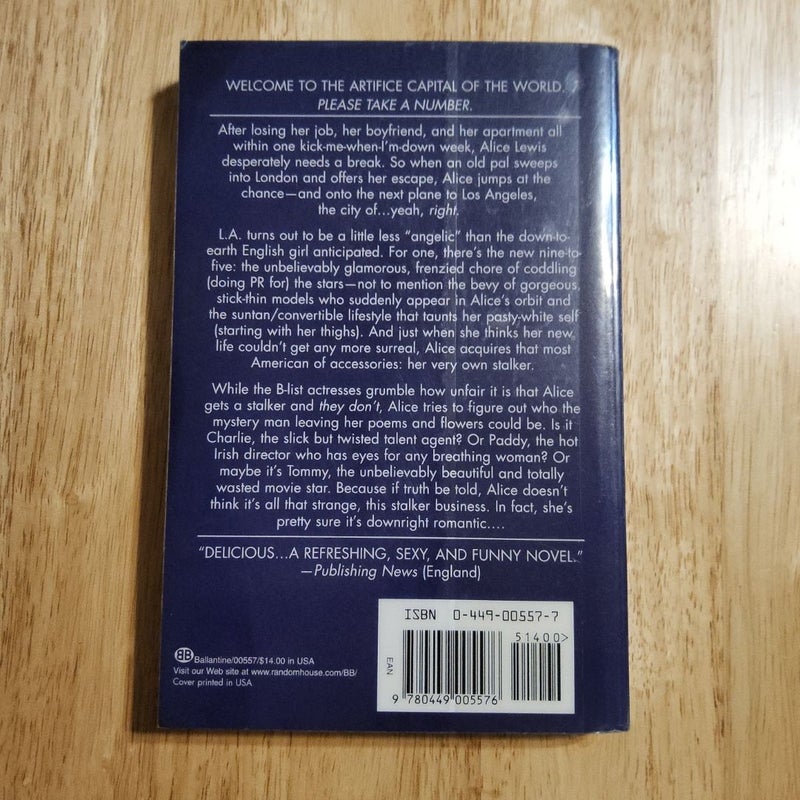 WELCOME TO THE ARTIFICE CAPITAL OF THE WORLD.
PLEASE TAKE A NUMBER.
After losing her job, her boyfriend, and her apartment all
within one kick-me-when-I'm-down week, Alice Lewis
desperately needs a break. So when an old pal sweeps
into London and offers her escape, Alice jumps at the
chance—and onto the next plane to Los Angeles,
the city of...yeah, right.
L.A. turns out to be a little less "angelic" than the down-to-
earth English girl anticipated. For one, there's the new nine-to-
five: the unbelievably glamorous, frenzied chore of coddling
(doing PR for) the stars—not to mention the bevy of gorgeous,
stick-thin models who suddenly appear in Alice's orbit and
the suntan/convertible lifestyle that taunts her pasty-white self
(starting with her thighs). And just when she thinks her new
life couldn't get any more surreal, Alice acquires that most
American of accessories: her very own stalker.
While the B-list actresses grumble how unfair it is that Alice
gets a stalker and they don't, Alice tries to figure out who the
mystery man leaving her poems and flowers could be. Is it
Charlie, the slick but twisted talent agent? Or Paddy, the hot
Irish director who has eyes for any breathing woman? Or
maybe it's Tommy, the unbelievably beautiful and totally
wasted movie star. Because if truth be told, Alice doesn't
think it's all that strange, this stalker business. In fact, she's
pretty sure it's downright romantic....
"DELICIOUS...A REFRESHING, SEXY, AND FUNNY NOVEL."
—Publishing News (England)
ISBN 0-449-00557-7
51400>
EAN
9 780449 005576
BB Ballantine/00557/$14.00 in USA
Visit our Web site at www.randomhouse.com/BB/
Cover printed in USA